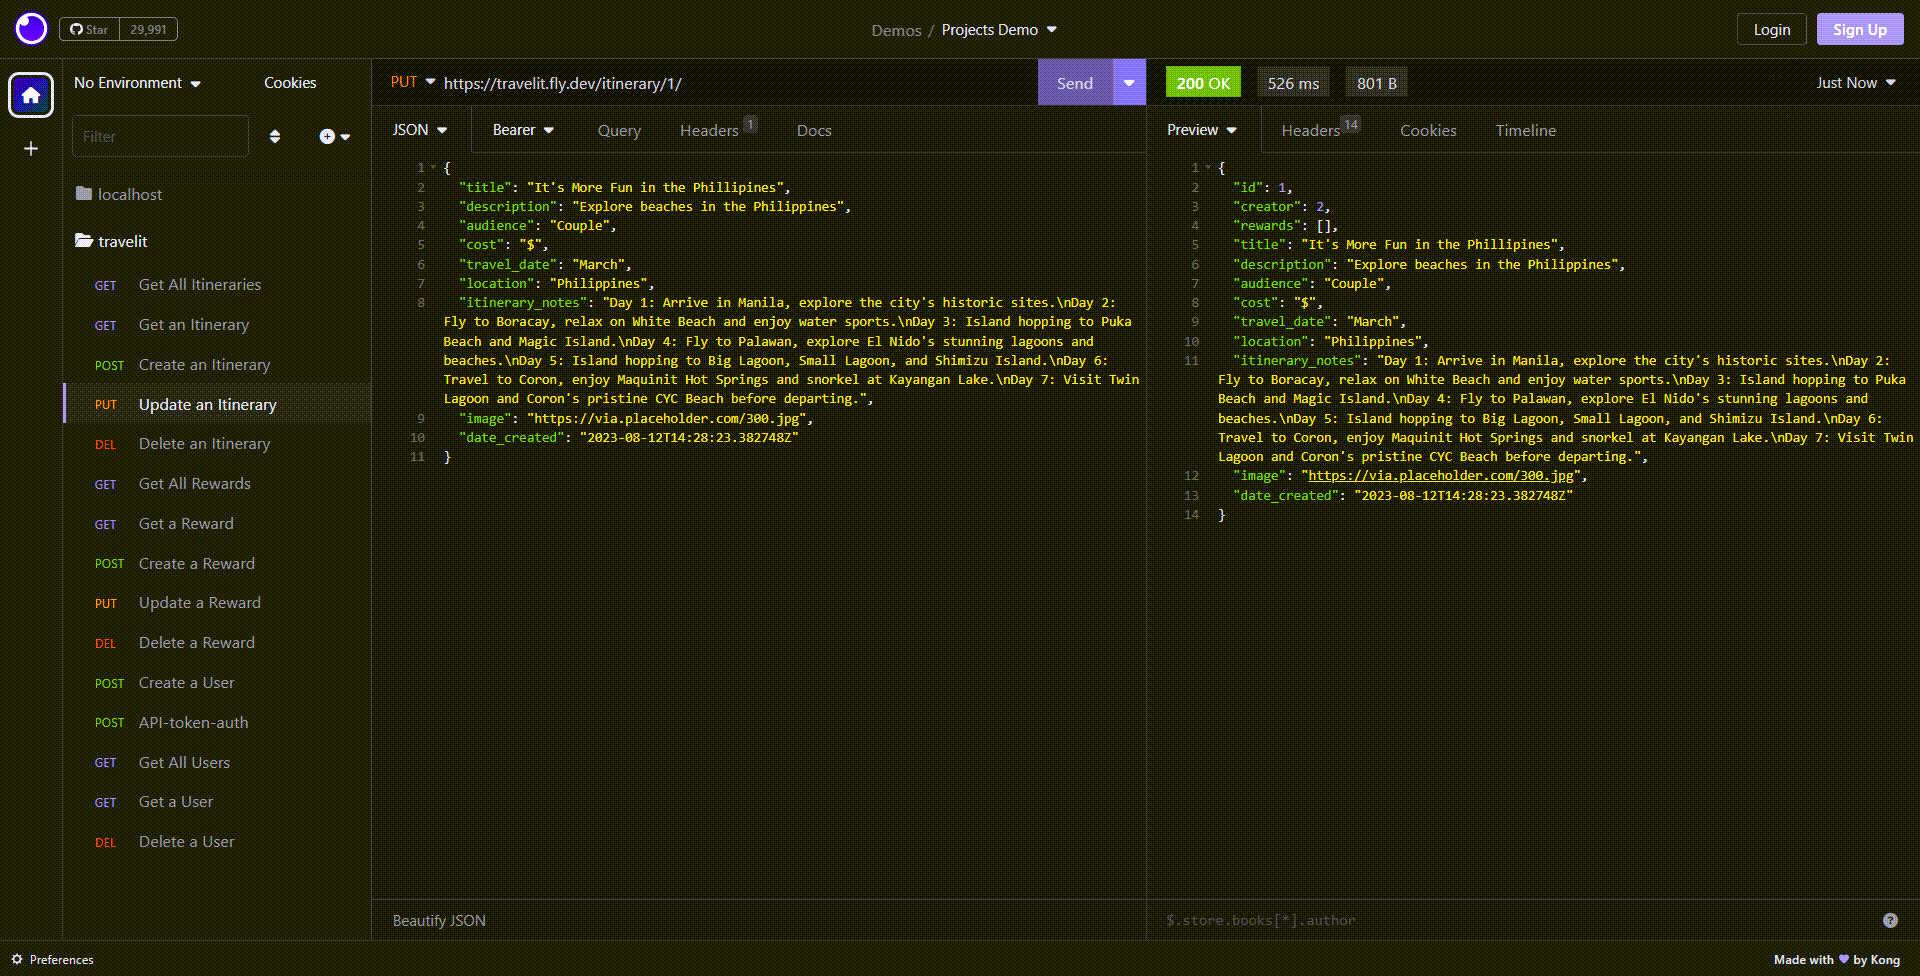 Star 29,991
Demos / Projects Demo
Login Sign Up
No Environment Cookies
Filter
localhost
travelit
GET Get All Itineraries
GET Get an Itinerary
POST Create an Itinerary
PUT Update an Itinerary
DEL Delete an Itinerary
GET Get All Rewards
GET Get a Reward
POST Create a Reward
PUT Update a Reward
DEL Delete a Reward
POST Create a User
POST API-token-auth
GET Get All Users
GET Get a User
DEL Delete a User
PUT https://travelit.fly.dev/itinerary/1/ Send
JSON Bearer Query Headers 1 Docs
1 {
2 "title": "It's More Fun in the Phillipines",
3 "description": "Explore beaches in the Philippines",
4 "audience": "Couple",
5 "cost": "$",
6 "travel_date": "March",
7 "location": "Philippines",
8 "itinerary_notes": "Day 1: Arrive in Manila, explore the city's historic sites.\nDay 2:
Fly to Boracay, relax on White Beach and enjoy water sports.\nDay 3: Island hopping to Puka
Beach and Magic Island.\nDay 4: Fly to Palawan, explore El Nido's stunning lagoons and
beaches.\nDay 5: Island hopping to Big Lagoon, Small Lagoon, and Shimizu Island.\nDay 6:
Travel to Coron, enjoy Maquinit Hot Springs and snorkel at Kayangan Lake.\nDay 7: Visit Twin
Lagoon and Coron's pristine CYC Beach before departing.",
9 "image": "https://via.placeholder.com/300.jpg",
10 "date_created": "2023-08-12T14:28:23.382748Z"
11 }
Beautify JSON
200 OK 526 ms 801 B Just Now
Preview Headers 14 Cookies Timeline
1 {
2 "id": 1,
3 "creator": 2,
4 "rewards": [],
5 "title": "It's More Fun in the Phillipines",
6 "description": "Explore beaches in the Philippines",
7 "audience": "Couple",
8 "cost": "$",
9 "travel_date": "March",
10 "location": "Philippines",
11 "itinerary_notes": "Day 1: Arrive in Manila, explore the city's historic sites.\nDay 2:
Fly to Boracay, relax on White Beach and enjoy water sports.\nDay 3: Island hopping to Puka
Beach and Magic Island.\nDay 4: Fly to Palawan, explore El Nido's stunning lagoons and
beaches.\nDay 5: Island hopping to Big Lagoon, Small Lagoon, and Shimizu Island.\nDay 6:
Travel to Coron, enjoy Maquinit Hot Springs and snorkel at Kayangan Lake.\nDay 7: Visit Twin
Lagoon and Coron's pristine CYC Beach before departing.",
12 "image": "https://via.placeholder.com/300.jpg",
13 "date_created": "2023-08-12T14:28:23.382748Z"
14 }
$.store.books[*].author
Preferences
Made with by Kong